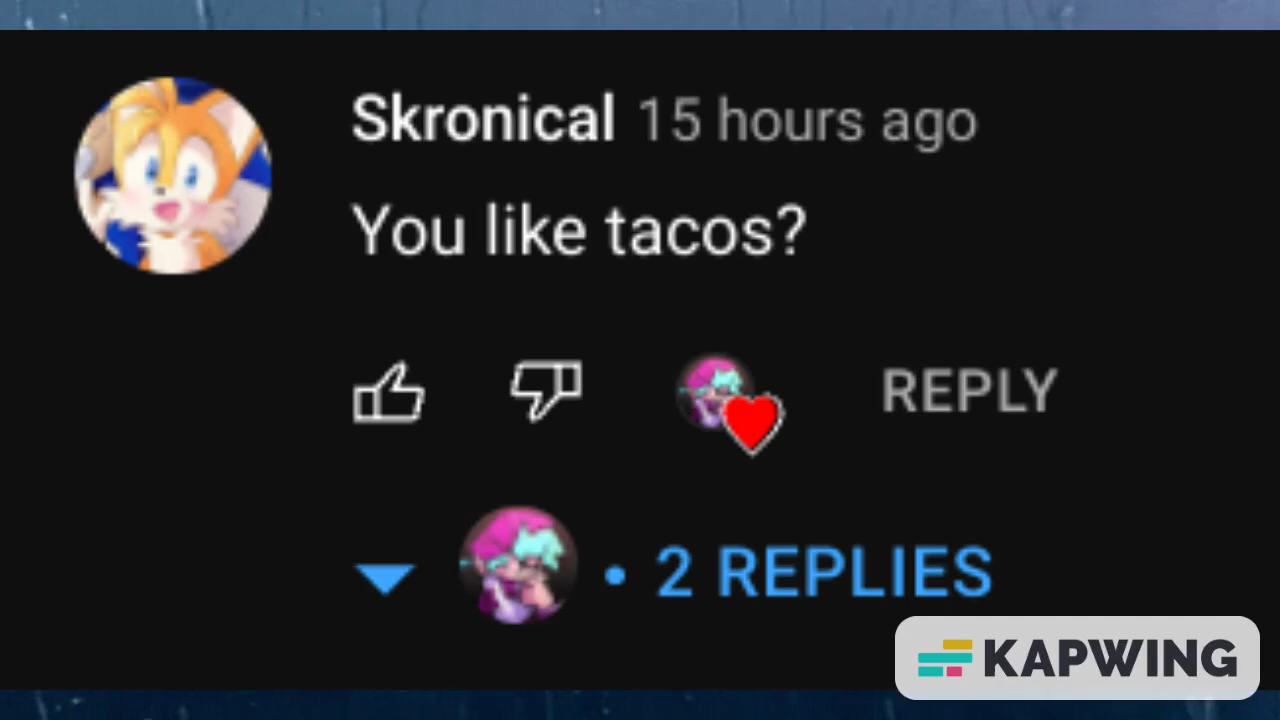 Skronical 15 hours ago
You like tacos?
REPLY
• 2 REPLIES
KAPWING